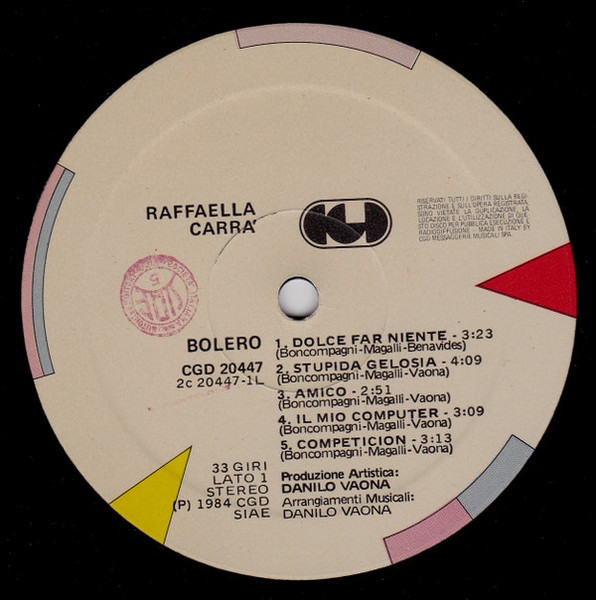 RAFFAELLA
CARRA'
RISERVATI TUTTI I DIRITTI SULLA REGI-
STRAZIONE E SULL'OPERA REGISTRATA.
SONO VIETATE LA DUPLICAZIONE, LA
LOCAZIONE E L'UTILIZZAZIONE DI QUE-
STO DISCO PER PUBBLICA ESECUZIONE E
RADIODIFFUSIONE - MADE IN ITALY BY
CGD MESSAGGERIE MUSICALI SPA.
BOLERO
CGD 20447
2c 20447-1L
1. DOLCE FAR NIENTE - 3:23
(Boncompagni-Magalli-Benavides)
2. STUPIDA GELOSIA - 4:09
(Boncompagni-Magalli-Vaona)
3. AMICO - 2:51
(Boncompagni-Magalli-Vaona)
4. IL MIO COMPUTER - 3:09
(Boncompagni-Magalli-Vaona)
5. COMPETICION - 3:13
(Boncompagni-Magalli-Vaona)
33 GIRI
LATO 1
STEREO
(P) 1984 CGD
SIAE
Produzione Artistica:
DANILO VAONA
Arrangiamenti Musicali:
DANILO VAONA